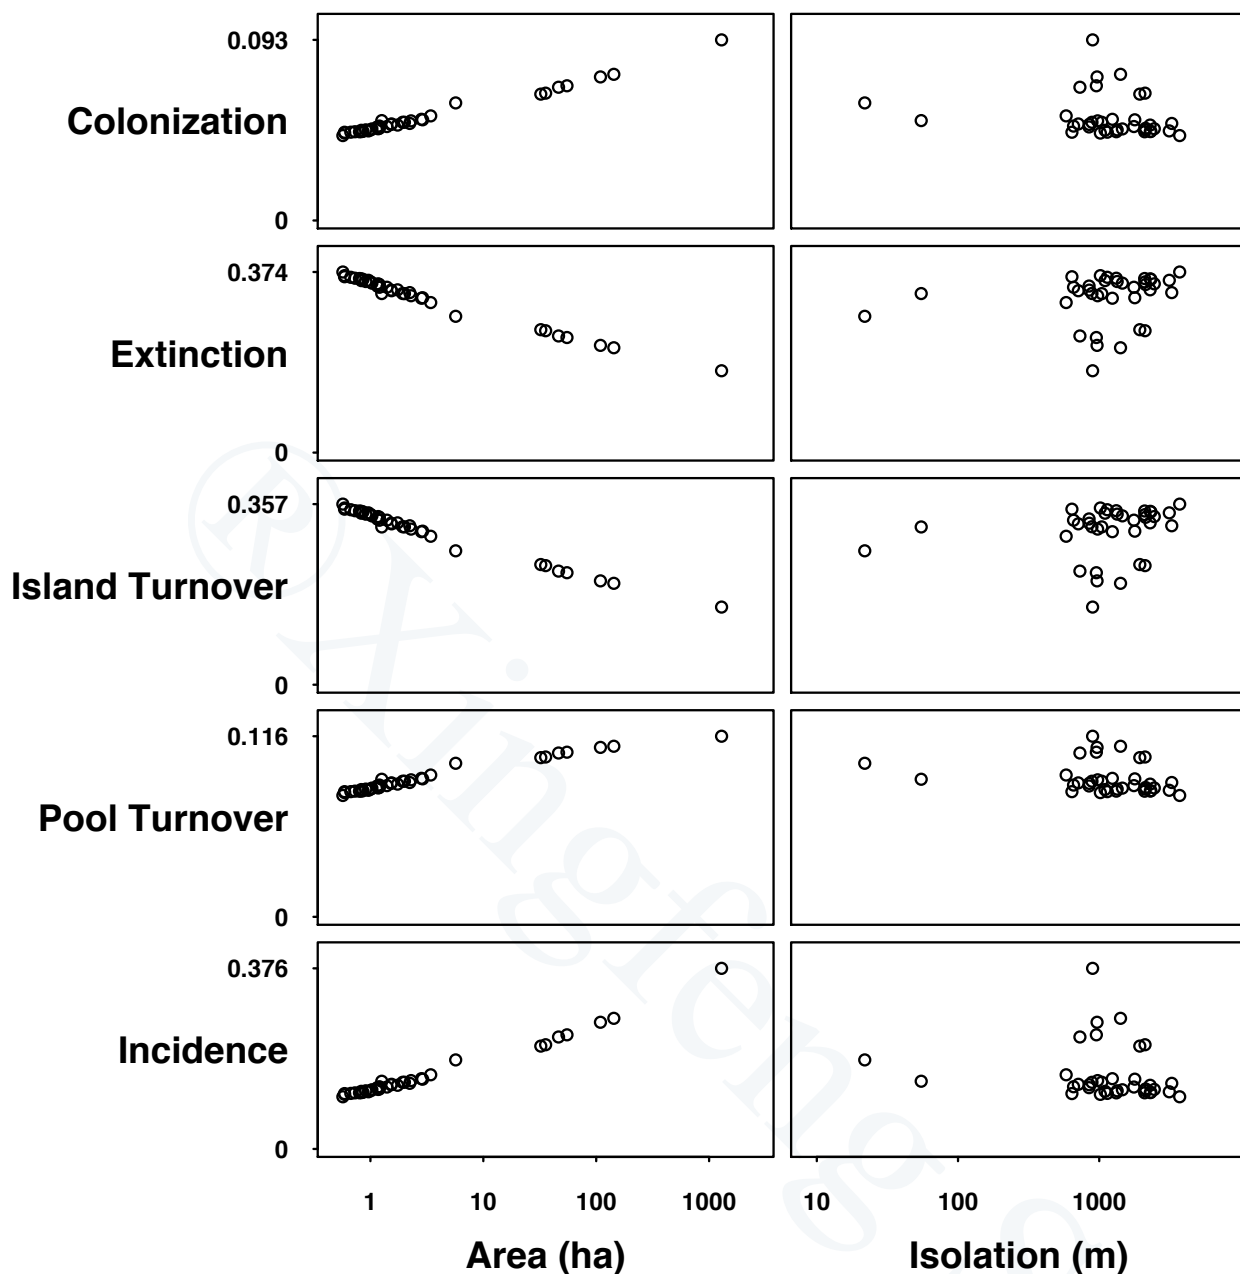 0.093
Colonization
0
0.374
Extinction
0
0.357
Island Turnover
0
0.116
Pool Turnover
0
0.376
Incidence
0
1 10 100 1000 10 100 1000
Area (ha) Isolation (m)
®Xingfeng S